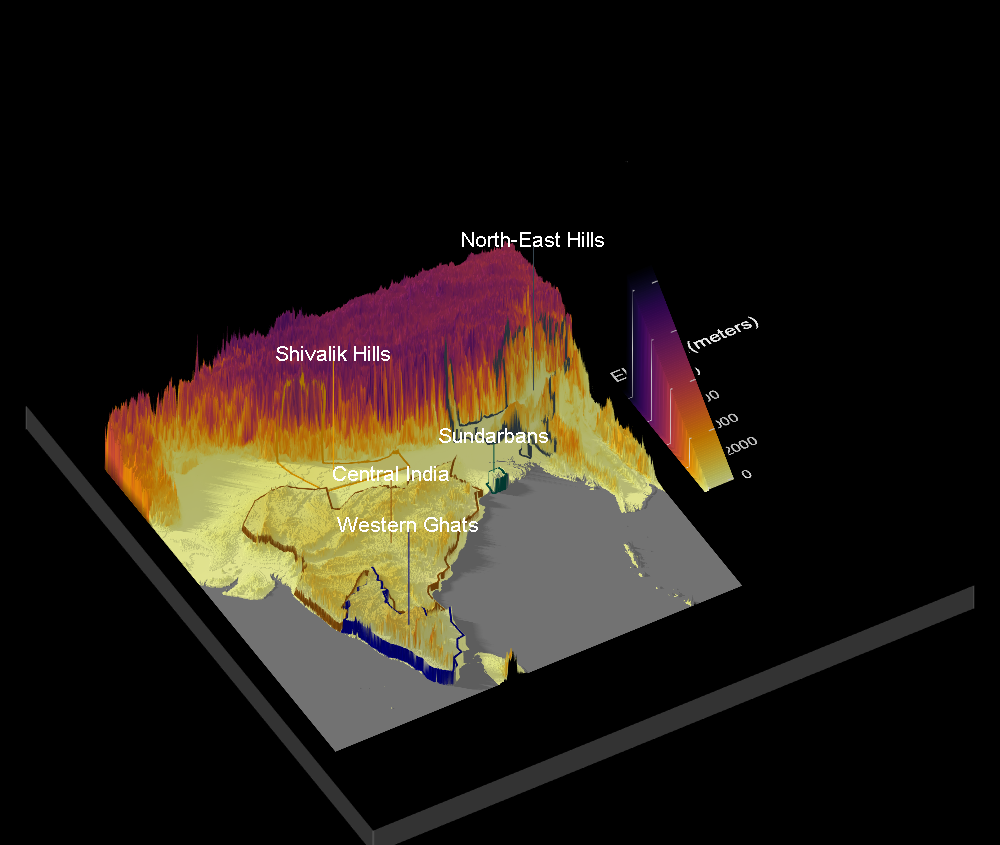 North-East Hills
(meters)
Shivalik Hills
Sundarbans
2000
Central India
0
Western Ghats